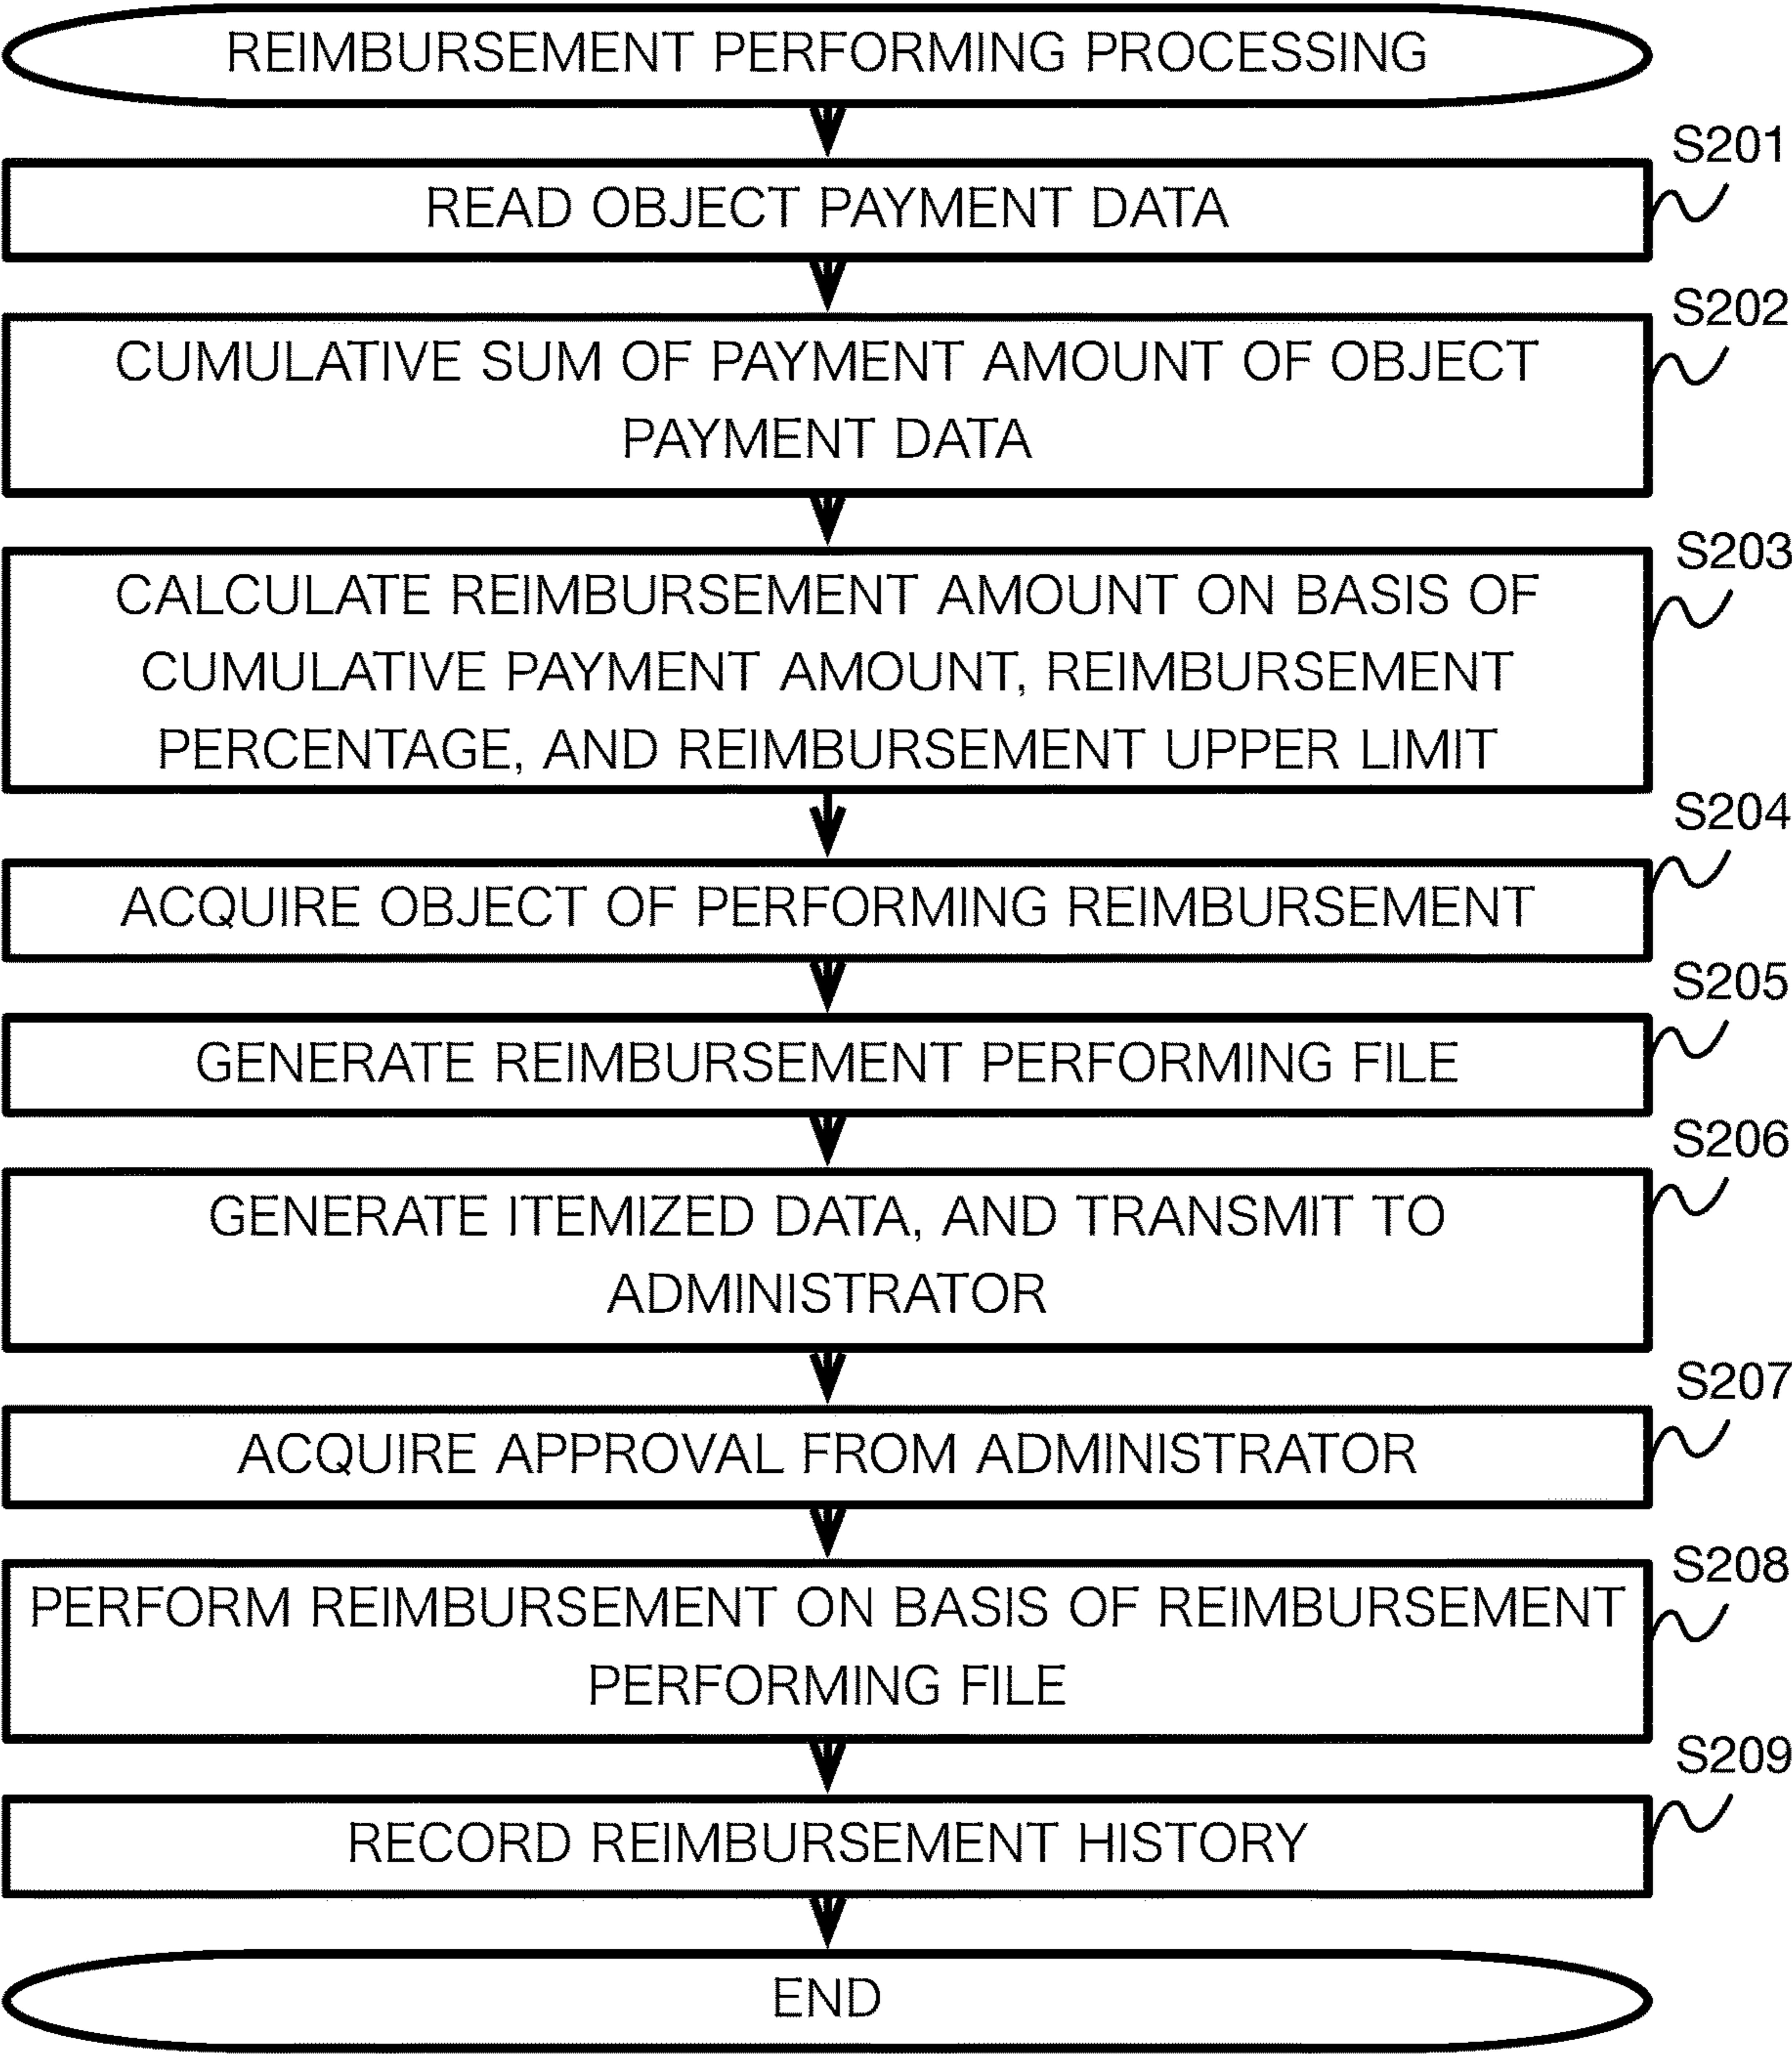 REIMBURSEMENT PERFORMING PROCESSING
S201
READ OBJECT PAYMENT DATA
S202
CUMULATIVE SUM OF PAYMENT AMOUNT OF OBJECT
PAYMENT DATA
S203
CALCULATE REIMBURSEMENT AMOUNT ON BASIS OF
CUMULATIVE PAYMENT AMOUNT, REIMBURSEMENT
PERCENTAGE, AND REIMBURSEMENT UPPER LIMIT
S204
ACQUIRE OBJECT OF PERFORMING REIMBURSEMENT
S205
GENERATE REIMBURSEMENT PERFORMING FILE
S206
GENERATE ITEMIZED DATA, AND TRANSMIT TO
ADMINISTRATOR
S207
ACQUIRE APPROVAL FROM ADMINISTRATOR
S208
PERFORM REIMBURSEMENT ON BASIS OF REIMBURSEMENT
PERFORMING FILE
S209
RECORD REIMBURSEMENT HISTORY
END